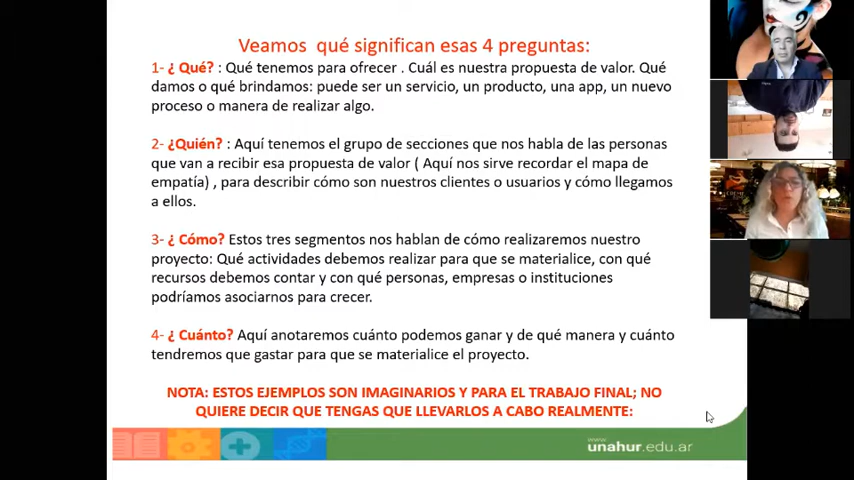 Veamos qué significan esas 4 preguntas:
1- ¿ Qué? : Qué tenemos para ofrecer . Cuál es nuestra propuesta de valor. Qué
damos o qué brindamos: puede ser un servicio, un producto, una app, un nuevo
proceso o manera de realizar algo.
2- ¿Quién? : Aquí tenemos el grupo de secciones que nos habla de las personas
que van a recibir esa propuesta de valor ( Aquí nos sirve recordar el mapa de
empatía) , para describir cómo son nuestros clientes o usuarios y cómo llegamos
a ellos.
3- ¿ Cómo? Estos tres segmentos nos hablan de cómo realizaremos nuestro
proyecto: Qué actividades debemos realizar para que se materialice, con qué
recursos debemos contar y con qué personas, empresas o instituciones
podríamos asociarnos para crecer.
4- ¿ Cuánto? Aquí anotaremos cuánto podemos ganar y de qué manera y cuánto
tendremos que gastar para que se materialice el proyecto.
NOTA: ESTOS EJEMPLOS SON IMAGINARIOS Y PARA EL TRABAJO FINAL; NO
QUIERE DECIR QUE TENGAS QUE LLEVARLOS A CABO REALMENTE:
www.
unahur.edu.ar